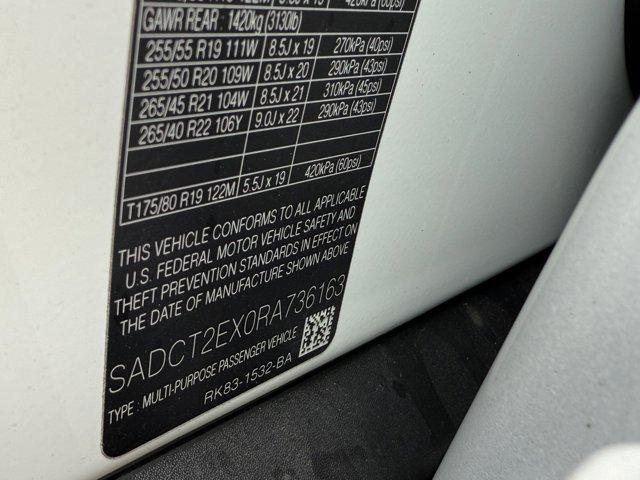 GAWR REAR : 1420kg (3130lb)
255/55 R19 111W 8.5J x 19 270kPa (40psi)
255/50 R20 109W 8.5J x 20 290kPa (43psi)
265/45 R21 104W 8.5J x 21 310kPa (45psi)
265/40 R22 106Y 9.0J x 22 290kPa (43psi)
T175/80 R19 122M 5.5J x 19 420kPa (60psi)
THIS VEHICLE CONFORMS TO ALL APPLICABLE
U.S. FEDERAL MOTOR VEHICLE SAFETY AND
THEFT PREVENTION STANDARDS IN EFFECT ON
THE DATE OF MANUFACTURE SHOWN ABOVE
SADCT2EX0RA736163
TYPE : MULTI-PURPOSE PASSENGER VEHICLE
RK83-1532-BA